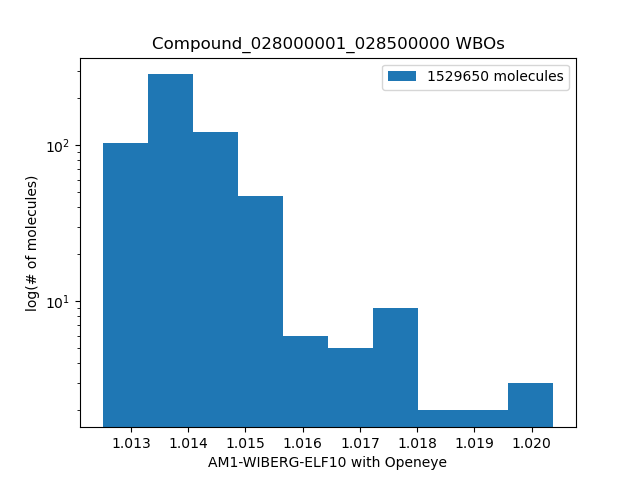 Compound_028000001_028500000 WBOs
1529650 molecules
log(# of molecules)
10²
10¹
1.013 1.014 1.015 1.016 1.017 1.018 1.019 1.020
AM1-WIBERG-ELF10 with Openeye